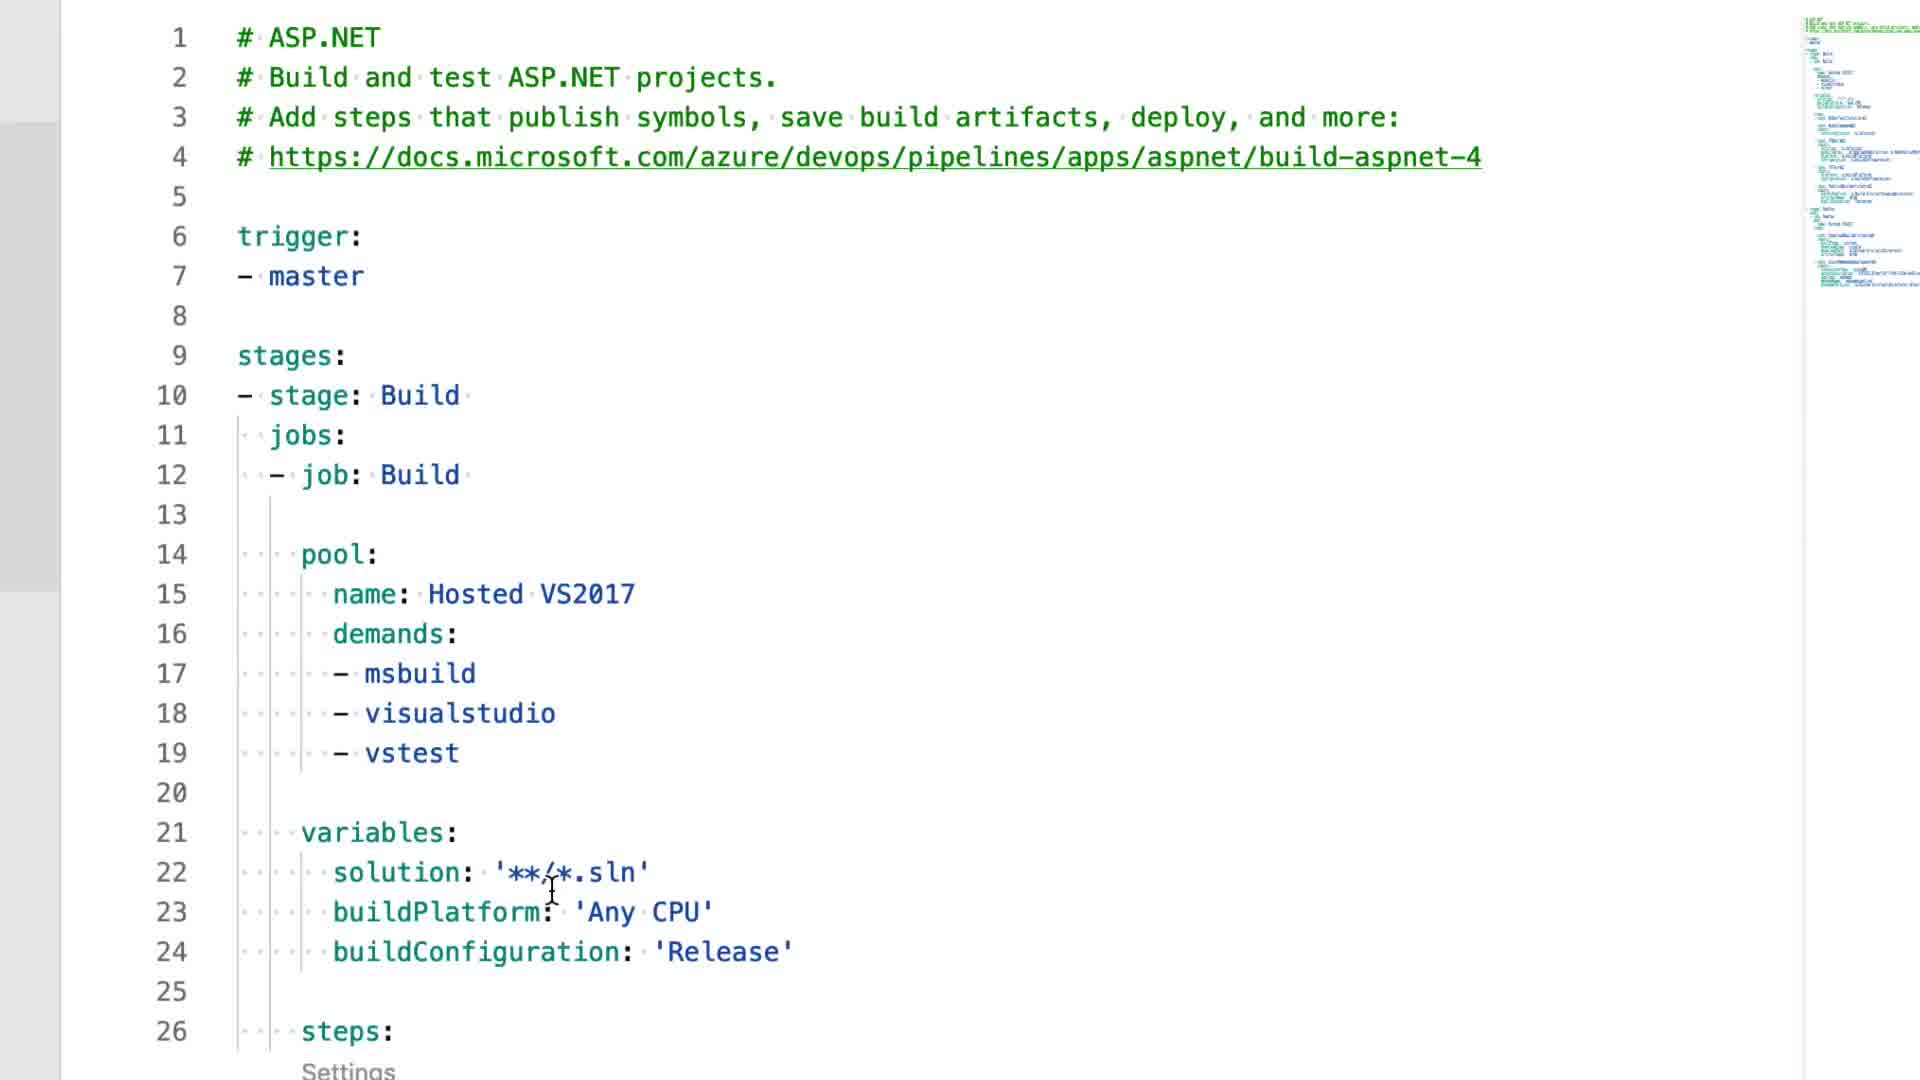 1 # ASP.NET
2 # Build and test ASP.NET projects.
3 # Add steps that publish symbols, save build artifacts, deploy, and more:
4 # https://docs.microsoft.com/azure/devops/pipelines/apps/aspnet/build-aspnet-4
5
6 trigger:
7 - master
8
9 stages:
10 - stage: Build
11   jobs:
12   - job: Build
13
14     pool:
15       name: Hosted VS2017
16       demands:
17       - msbuild
18       - visualstudio
19       - vstest
20
21     variables:
22       solution: '**/*.sln'
23       buildPlatform: 'Any CPU'
24       buildConfiguration: 'Release'
25
26     steps:
Settings